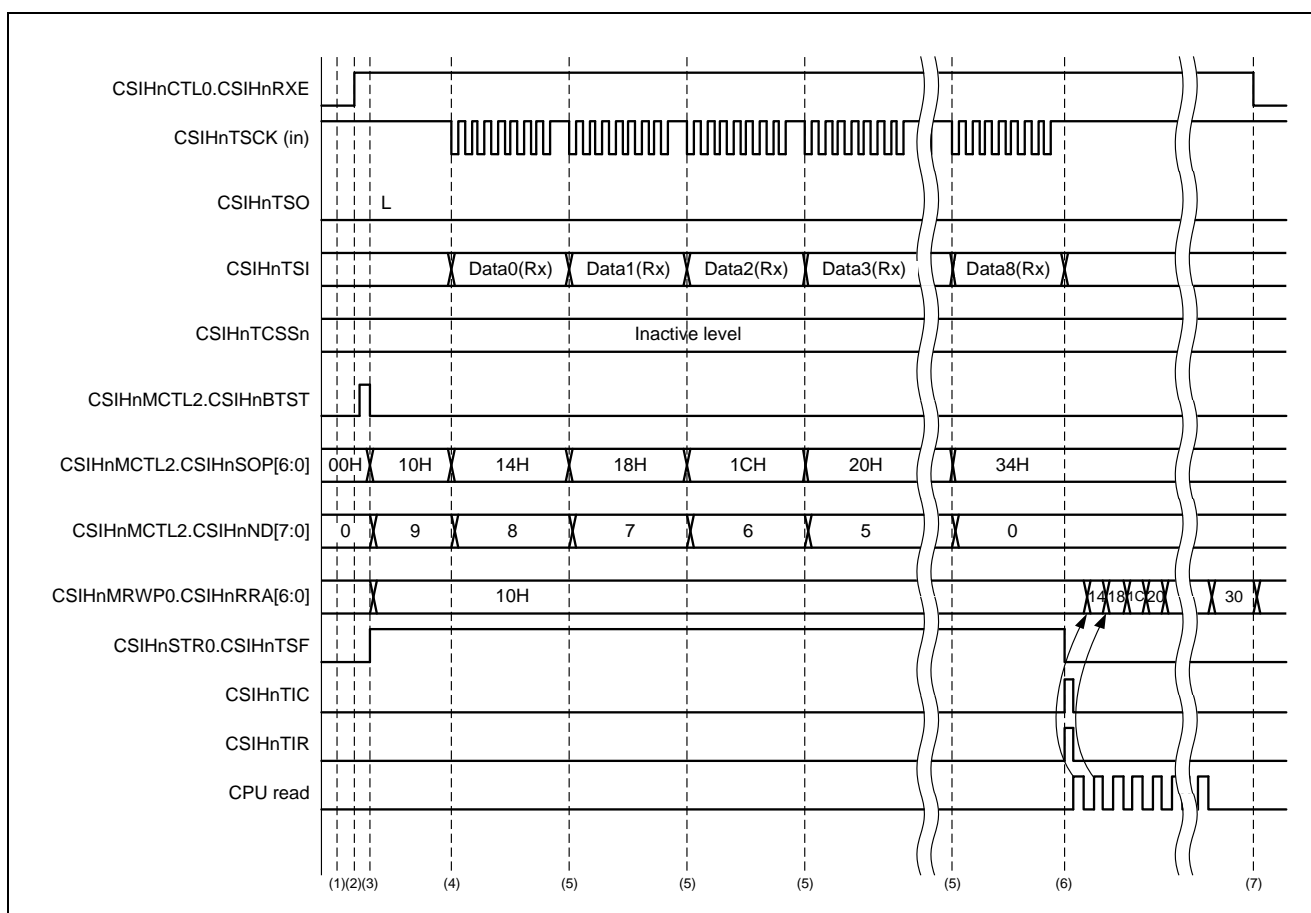 CSIHnCTL0.CSIHnRXE
CSIHnTSCK (in)
CSIHnTSO L
CSIHnTSI Data0(Rx) Data1(Rx) Data2(Rx) Data3(Rx) Data8(Rx)
CSIHnTCSSn Inactive level
CSIHnMCTL2.CSIHnBTST
CSIHnMCTL2.CSIHnSOP[6:0] 00H 10H 14H 18H 1CH 20H 34H
CSIHnMCTL2.CSIHnND[7:0] 0 9 8 7 6 5 0
CSIHnMRWP0.CSIHnRRA[6:0] 10H 14 18 1C 20 30
CSIHnSTR0.CSIHnTSF
CSIHnTIC
CSIHnTIR
CPU read
(1) (2) (3) (4) (5) (5) (5) (5) (6) (7)